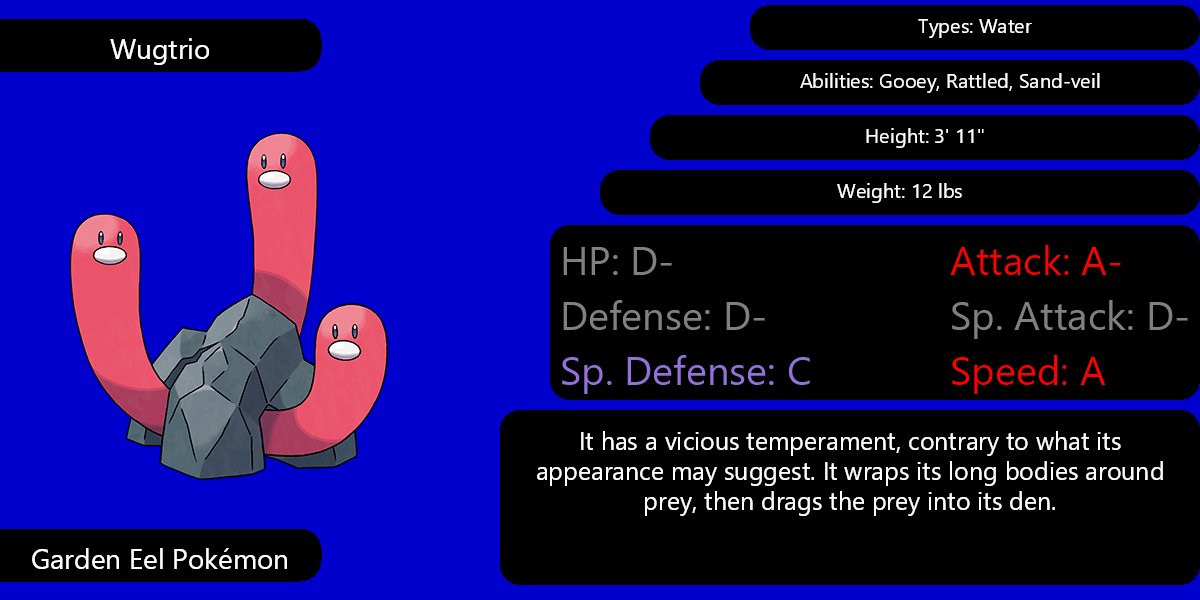 Wugtrio
Types: Water
Abilities: Gooey, Rattled, Sand-veil
Height: 3' 11"
Weight: 12 lbs
HP: D-
Attack: A-
Defense: D-
Sp. Attack: D-
Sp. Defense: C
Speed: A
It has a vicious temperament, contrary to what its
appearance may suggest. It wraps its long bodies around
prey, then drags the prey into its den.
Garden Eel Pokémon